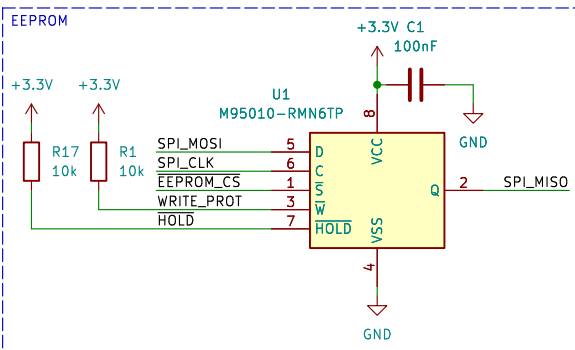 EEPROM
+3.3V C1
100nF
+3.3V +3.3V
U1
M95010-RMN6TP
8
VCC
GND
R17
10k
R1
10k
SPI_MOSI 5 D
SPI_CLK 6 C
EEPROM_CS 1 S
WRITE_PROT 3 W
HOLD 7 HOLD
Q 2 SPI_MISO
VSS
4
GND